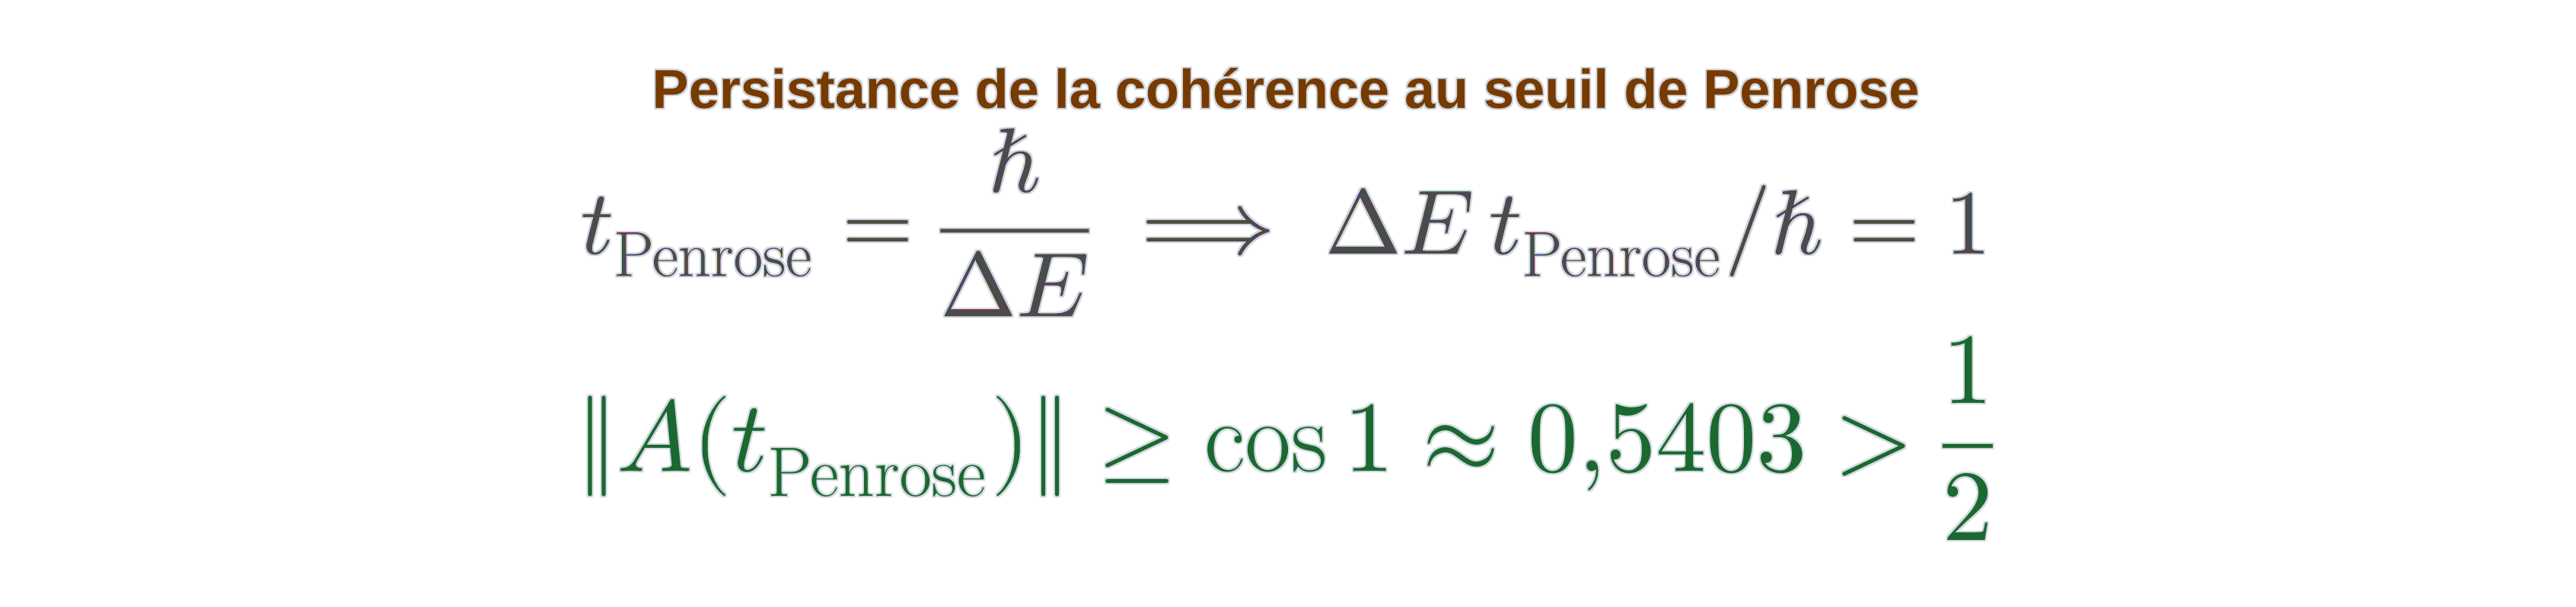 Persistance de la cohérence au seuil de Penrose
t_Penrose = ℏ/ΔE ⟹ ΔE t_Penrose/ℏ = 1
‖A(t_Penrose)‖ ≥ cos 1 ≈ 0,5403 > 1/2